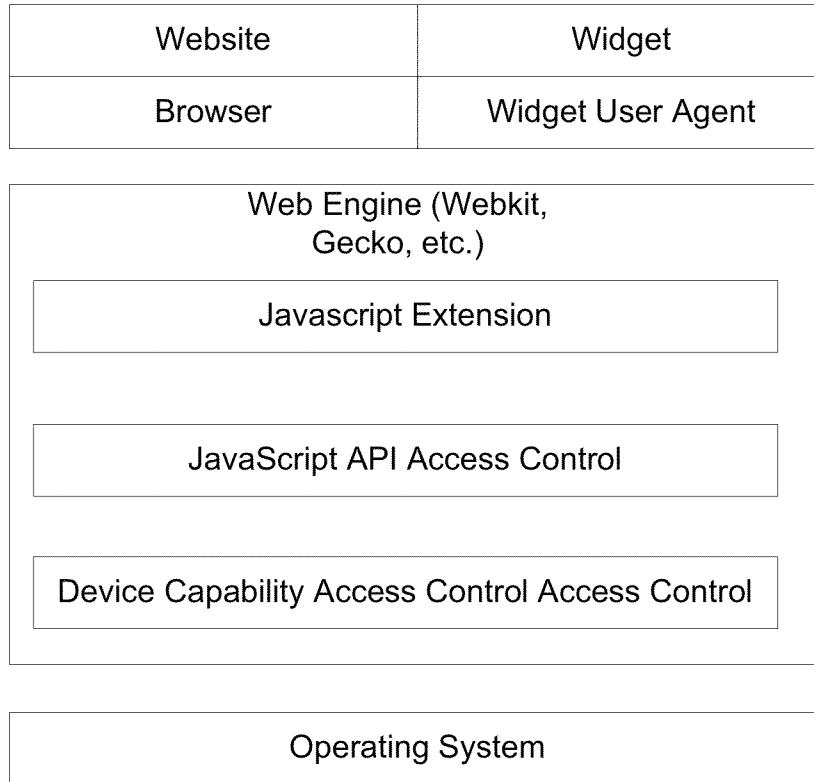 Website
Widget
Browser
Widget User Agent
Web Engine (Webkit,
Gecko, etc.)
Javascript Extension
JavaScript API Access Control
Device Capability Access Control Access Control
Operating System